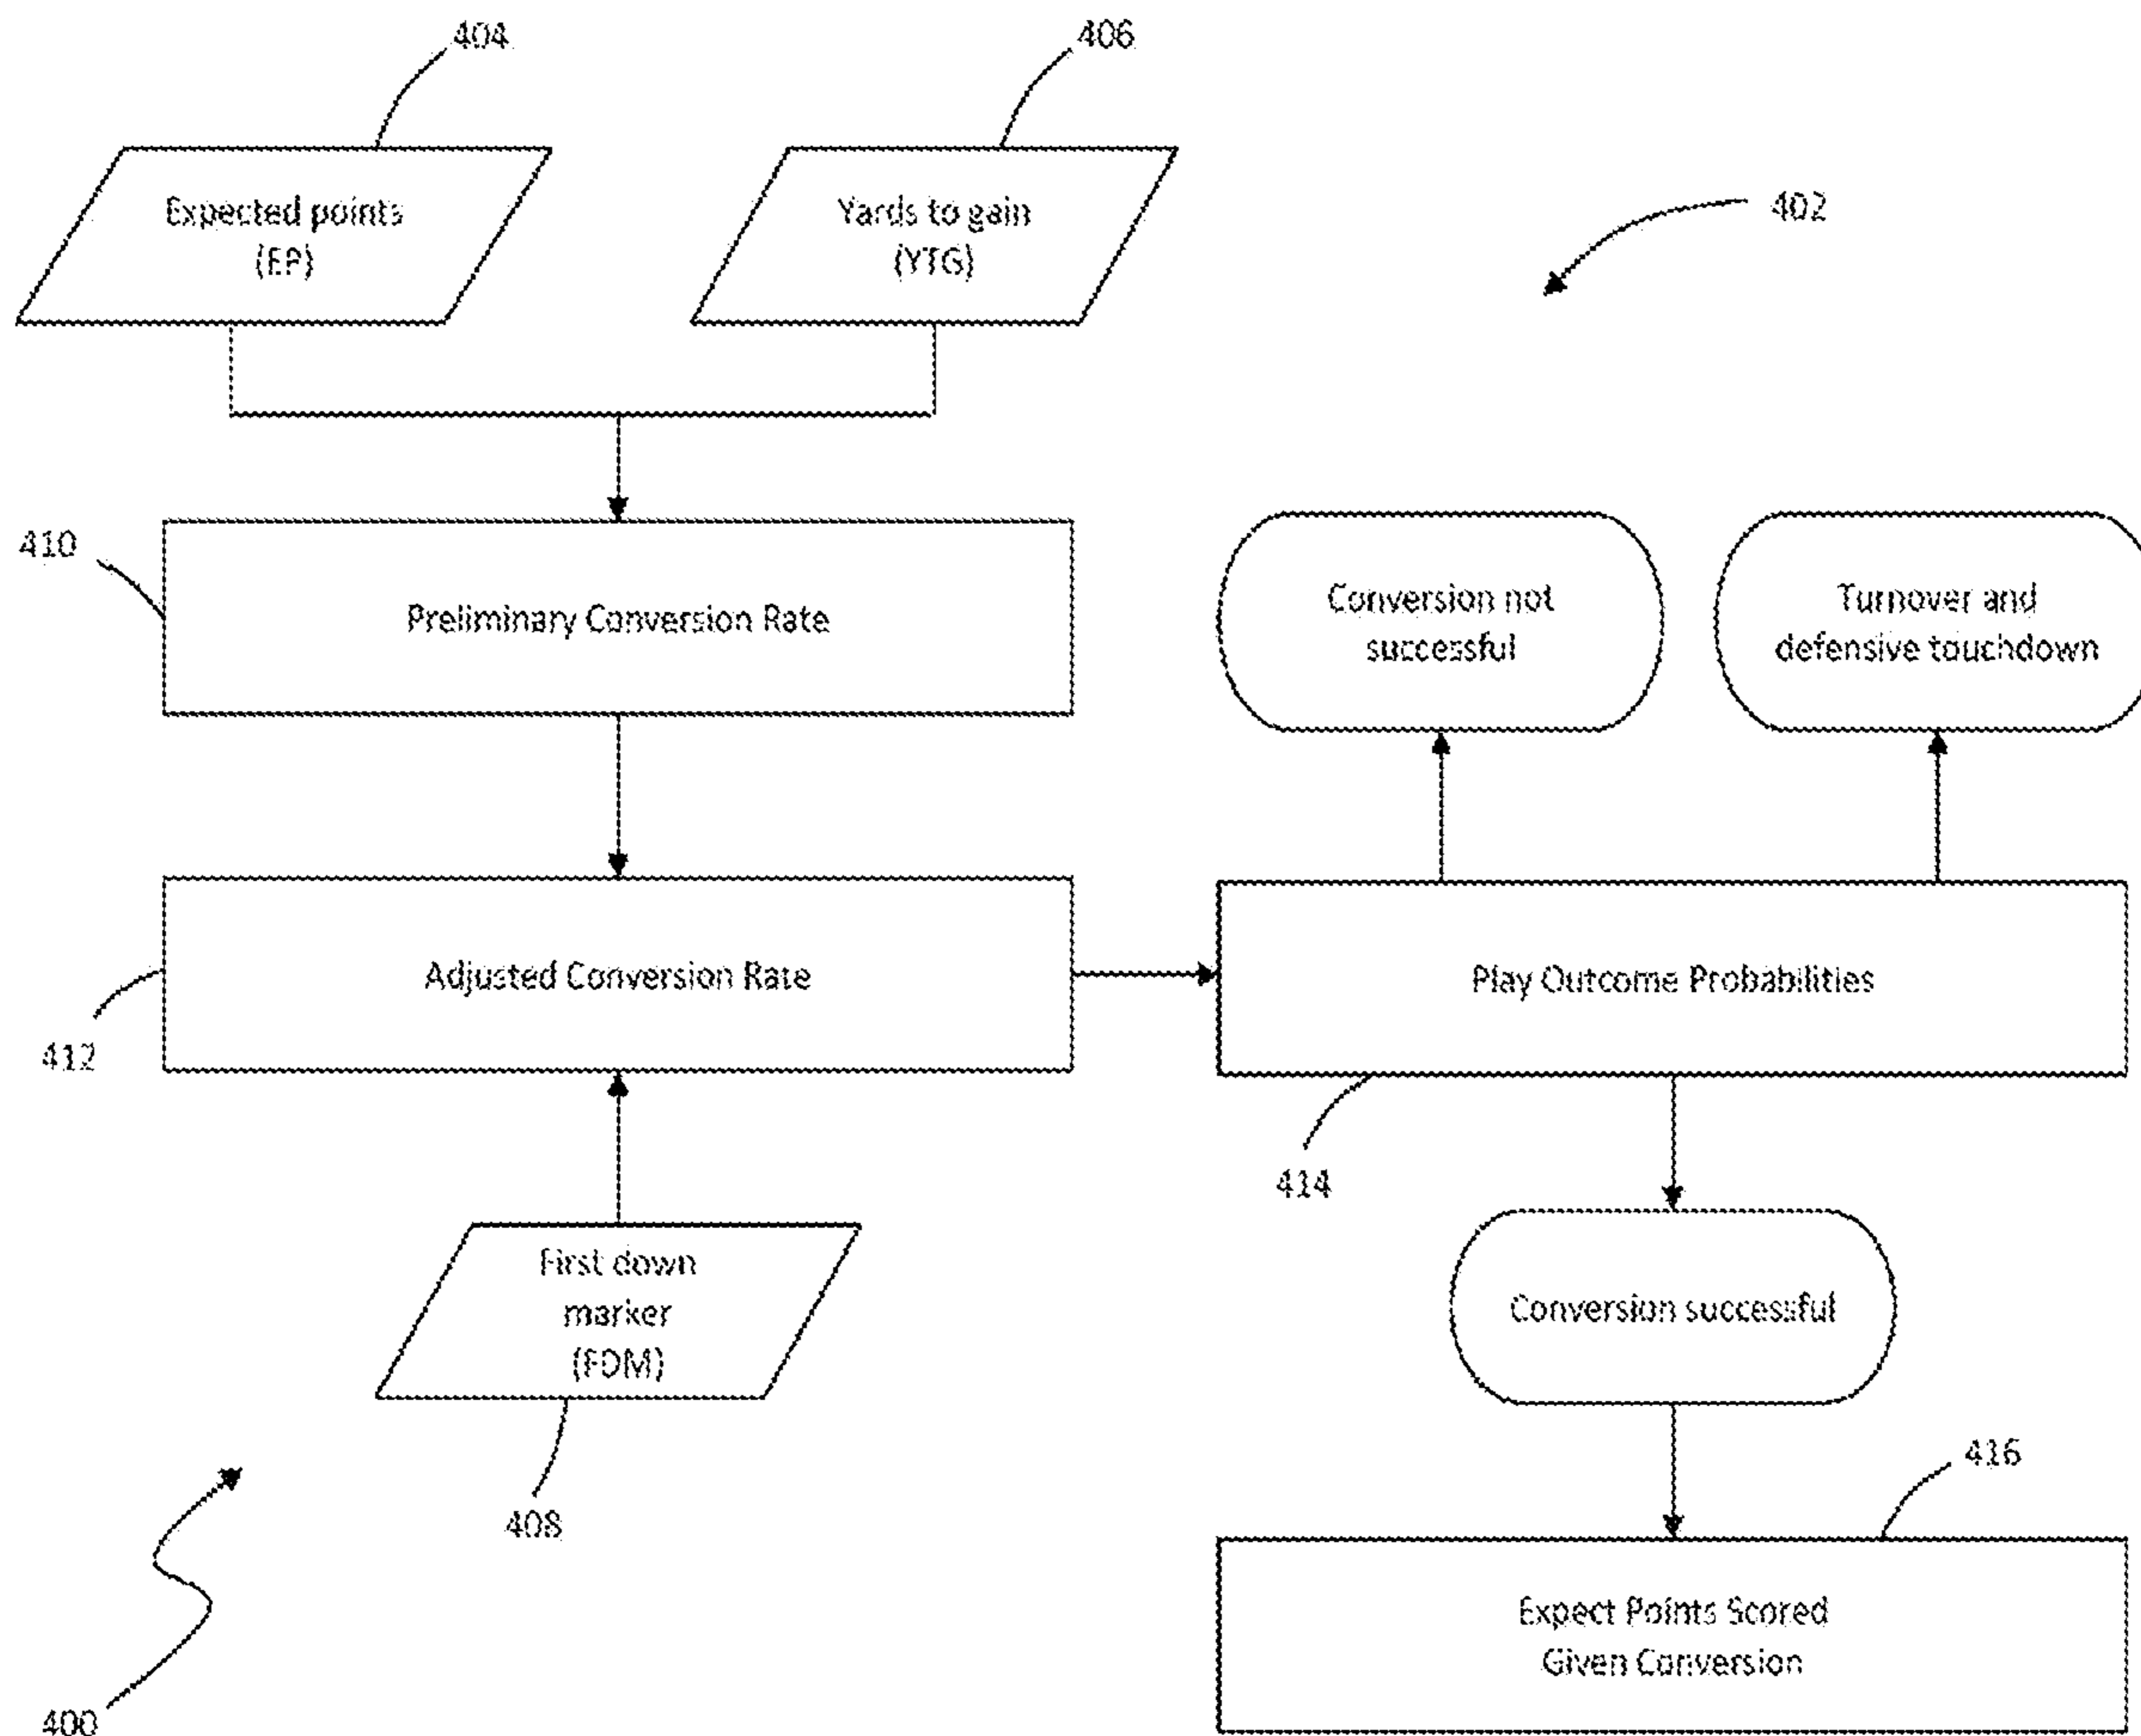 404
406
Expected points
(EP)
Yards to gain
(YTG)
402
410
Preliminary Conversion Rate
Conversion not
successful
Turnover and
defensive touchdown
Adjusted Conversion Rate
Play Outcome Probabilities
412
414
First down
marker
(FDM)
Conversion successful
408
416
Expect Points Scored
Given Conversion
400